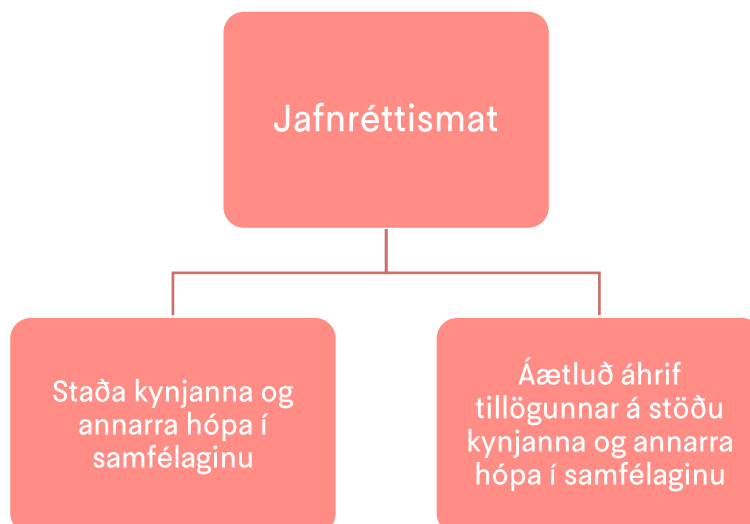 Jafnréttismat
Staða kynjanna og
annarra hópa í
samfélaginu
Áætluð áhrif
tillögunnar á stöðu
kynjanna og annarra
hópa í samfélaginu